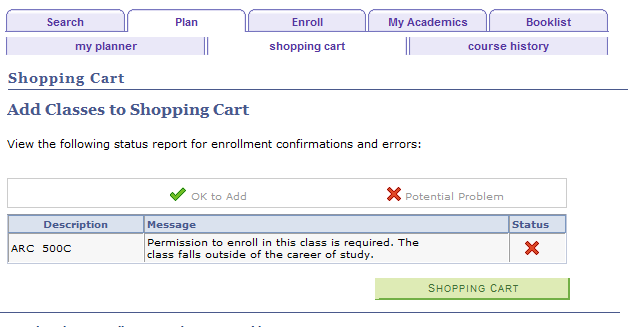 Search Plan Enroll My Academics Booklist
my planner shopping cart course history
Shopping Cart
Add Classes to Shopping Cart
View the following status report for enrollment confirmations and errors:
OK to Add Potential Problem
Description Message Status
ARC 500C
Permission to enroll in this class is required. The
class falls outside of the career of study.
SHOPPING CART